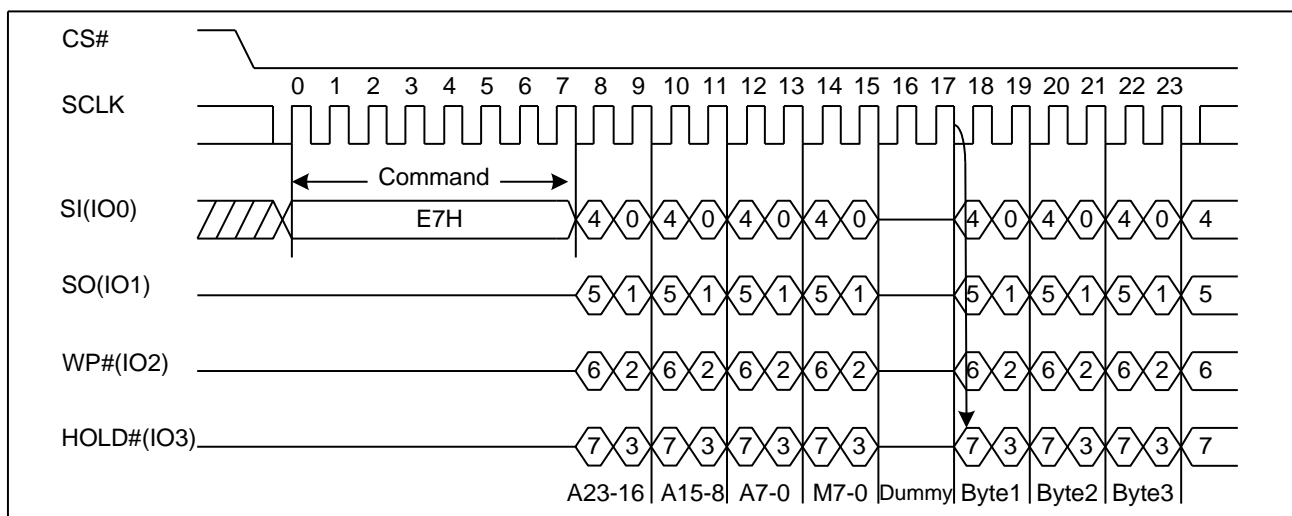 CS#
0 1 2 3 4 5 6 7 8 9 10 11 12 13 14 15 16 17 18 19 20 21 22 23
SCLK
Command
SI(IO0) E7H 4 0 4 0 4 0 4 0 4 0 4 0 4 0 4
SO(IO1) 5 1 5 1 5 1 5 1 5 1 5 1 5 1 5
WP#(IO2) 6 2 6 2 6 2 6 2 6 2 6 2 6 2 6
HOLD#(IO3) 7 3 7 3 7 3 7 3 7 3 7 3 7 3 7
A23-16 A15-8 A7-0 M7-0 Dummy Byte1 Byte2 Byte3